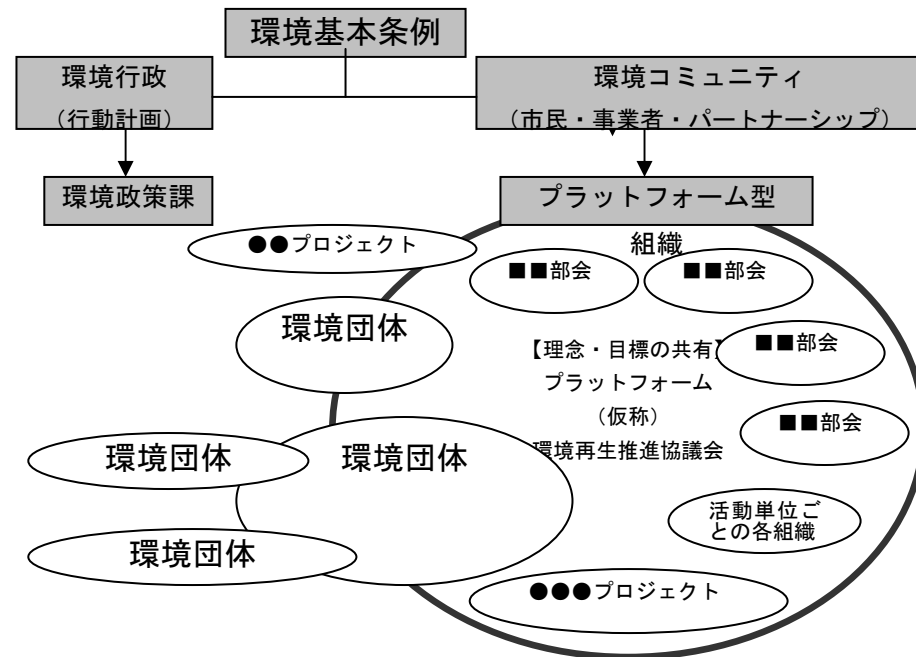 環境基本条例
環境行政
（行動計画）
環境コミュニティ
（市民・事業者・パートナーシップ）
環境政策課
プラットフォーム型
組織
●●プロジェクト
■■部会
■■部会
環境団体
【理念・目標の共有】
■■部会
プラットフォーム
（仮称）
環境再生推進協議会
■■部会
環境団体
環境団体
環境団体
活動単位ご
との各組織
●●●プロジェクト